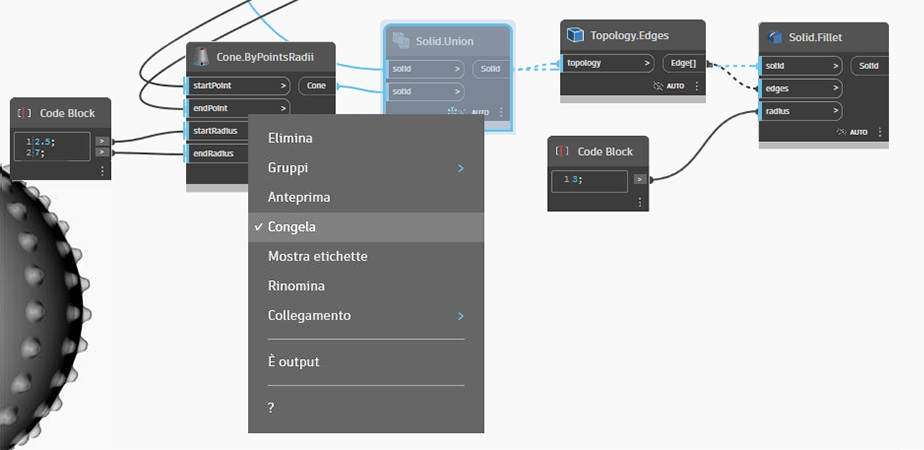 Cone.ByPointsRadii
startPoint >
endPoint >
startRadius
endRadius
Cone
Solid.Union
solid >
solid >
Solid
AUTO
Topology.Edges
topology >
Edge[]
AUTO
Solid.Fillet
solid >
edges >
radius >
Solid
AUTO
Code Block
1 2.5; >
2 7; >
Code Block
1 3; >
Elimina
Gruppi >
Anteprima
✓ Congela
Mostra etichette
Rinomina
Collegamento >
È output
?